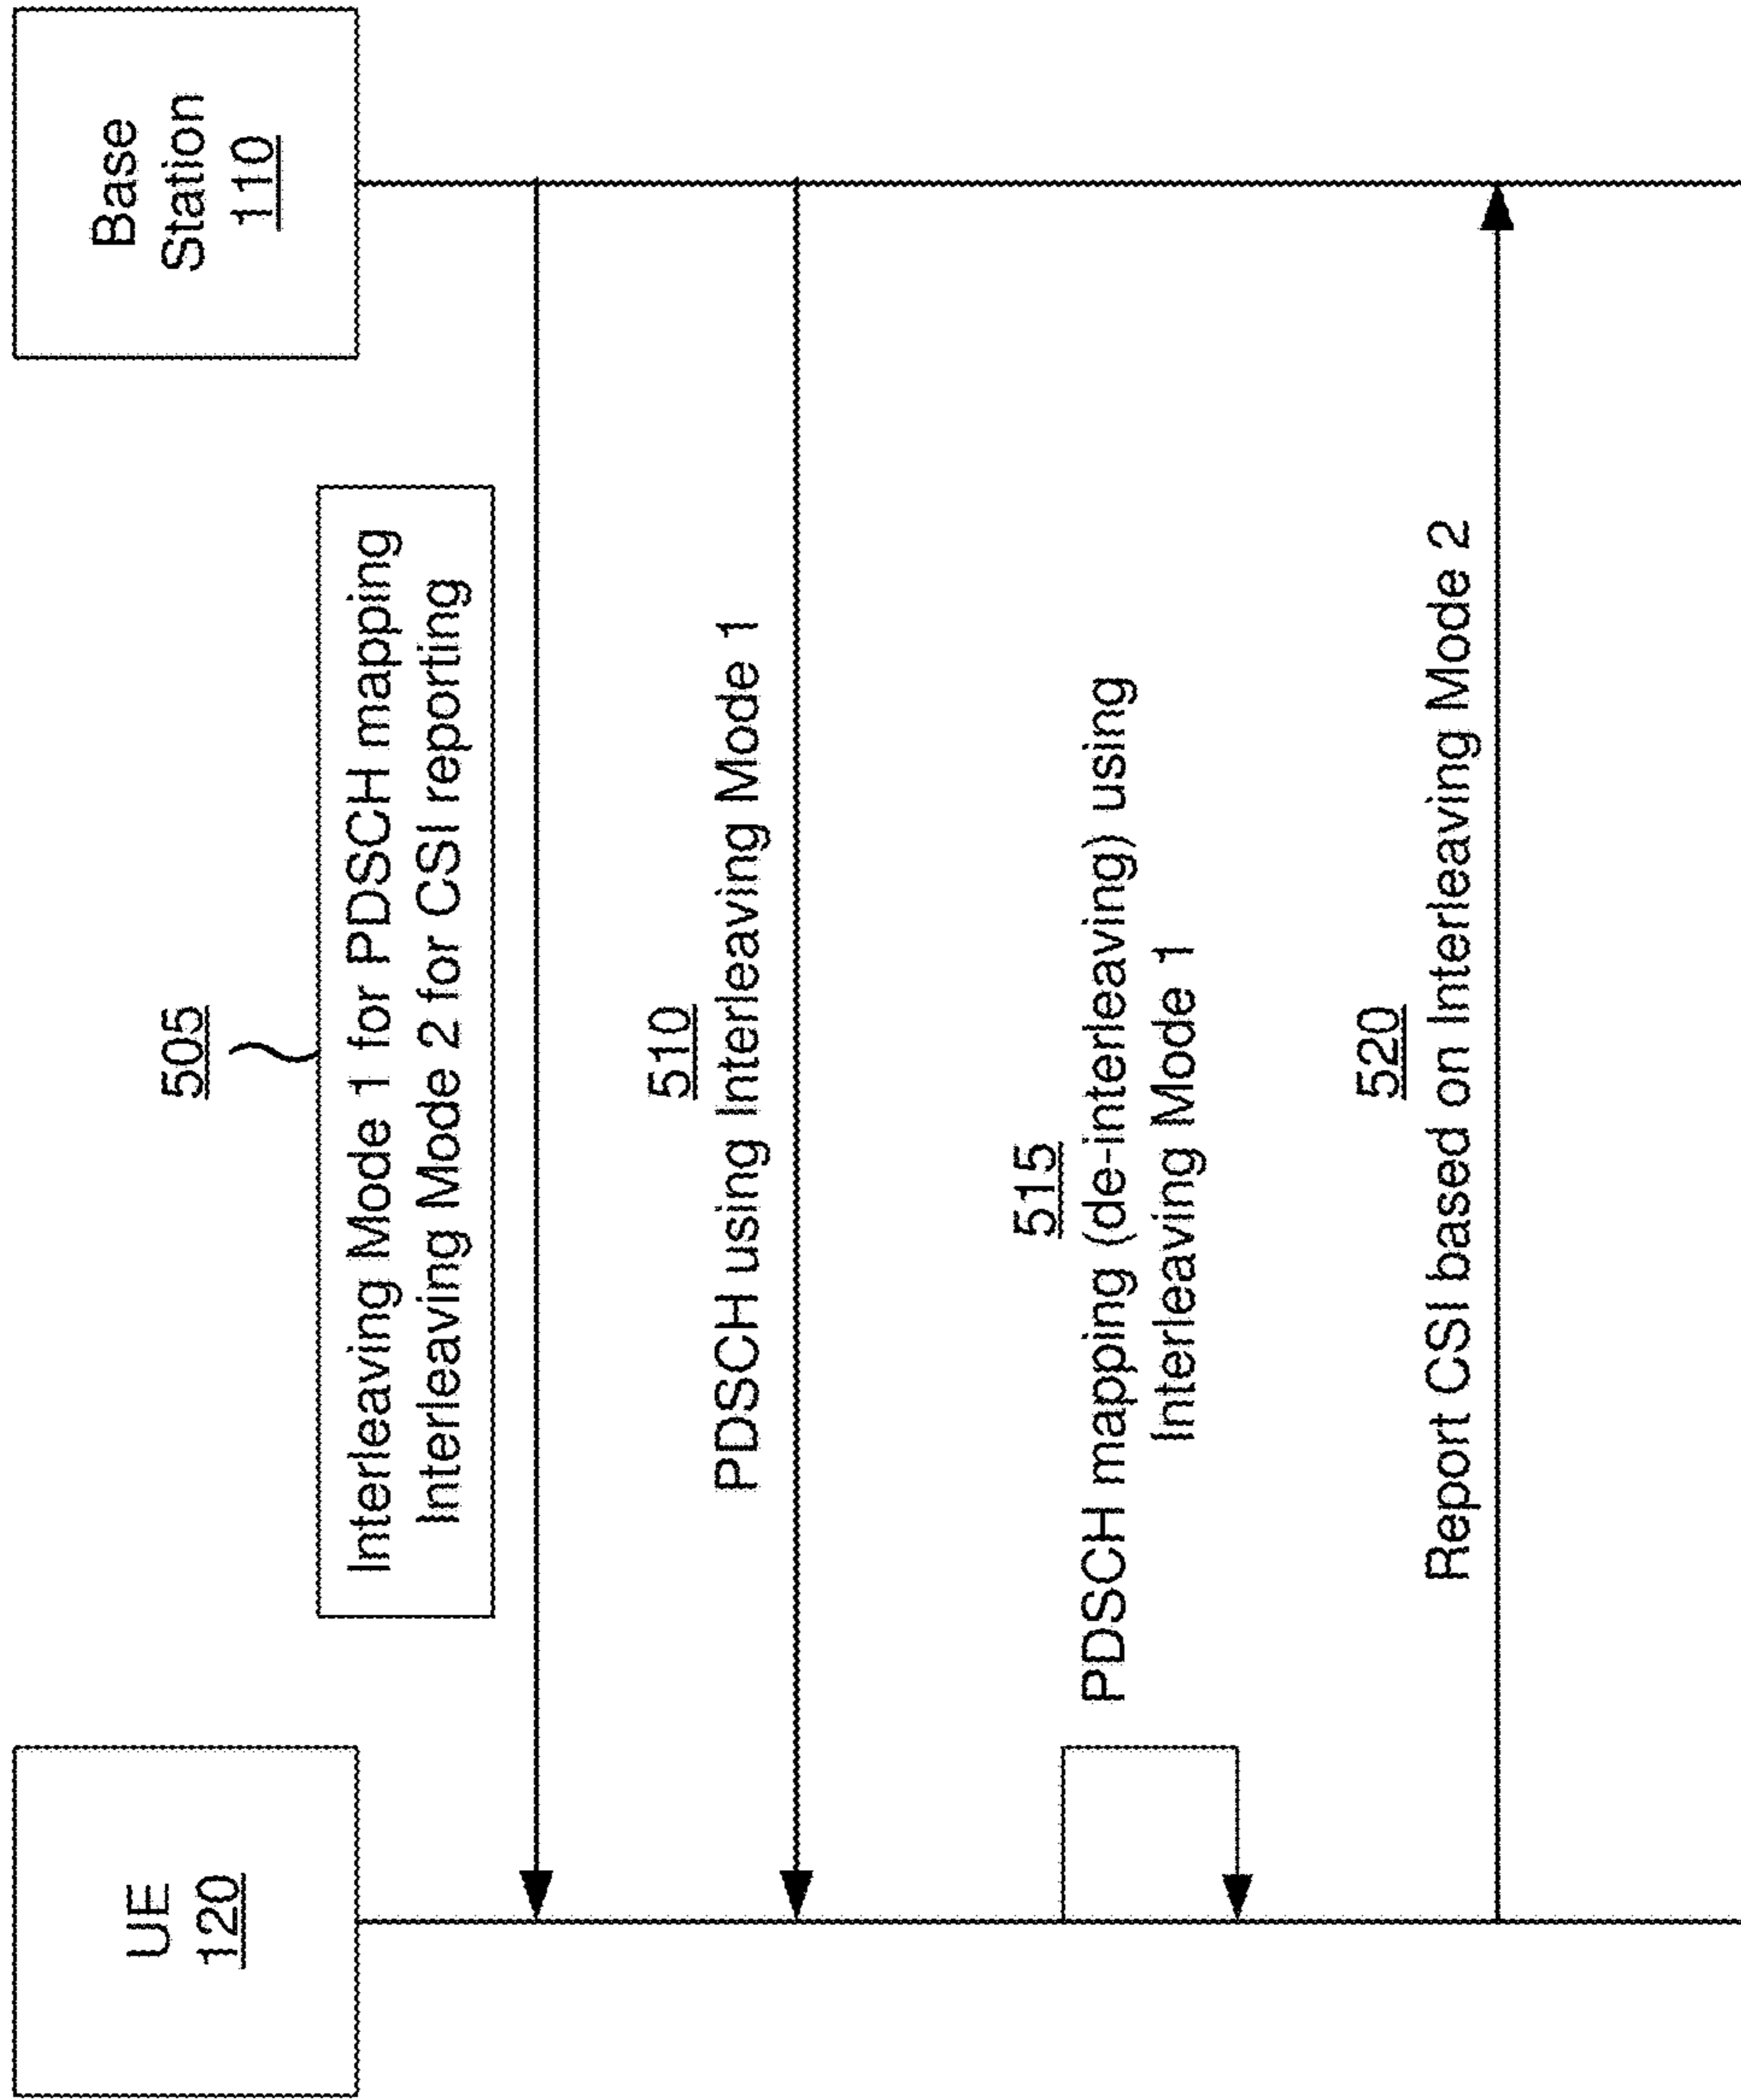 UE
120
Base
Station
110
505
Interleaving Mode 1 for PDSCH mapping
Interleaving Mode 2 for CSI reporting
510
PDSCH using Interleaving Mode 1
515
PDSCH mapping (de-interleaving) using
Interleaving Mode 1
520
Report CSI based on Interleaving Mode 2